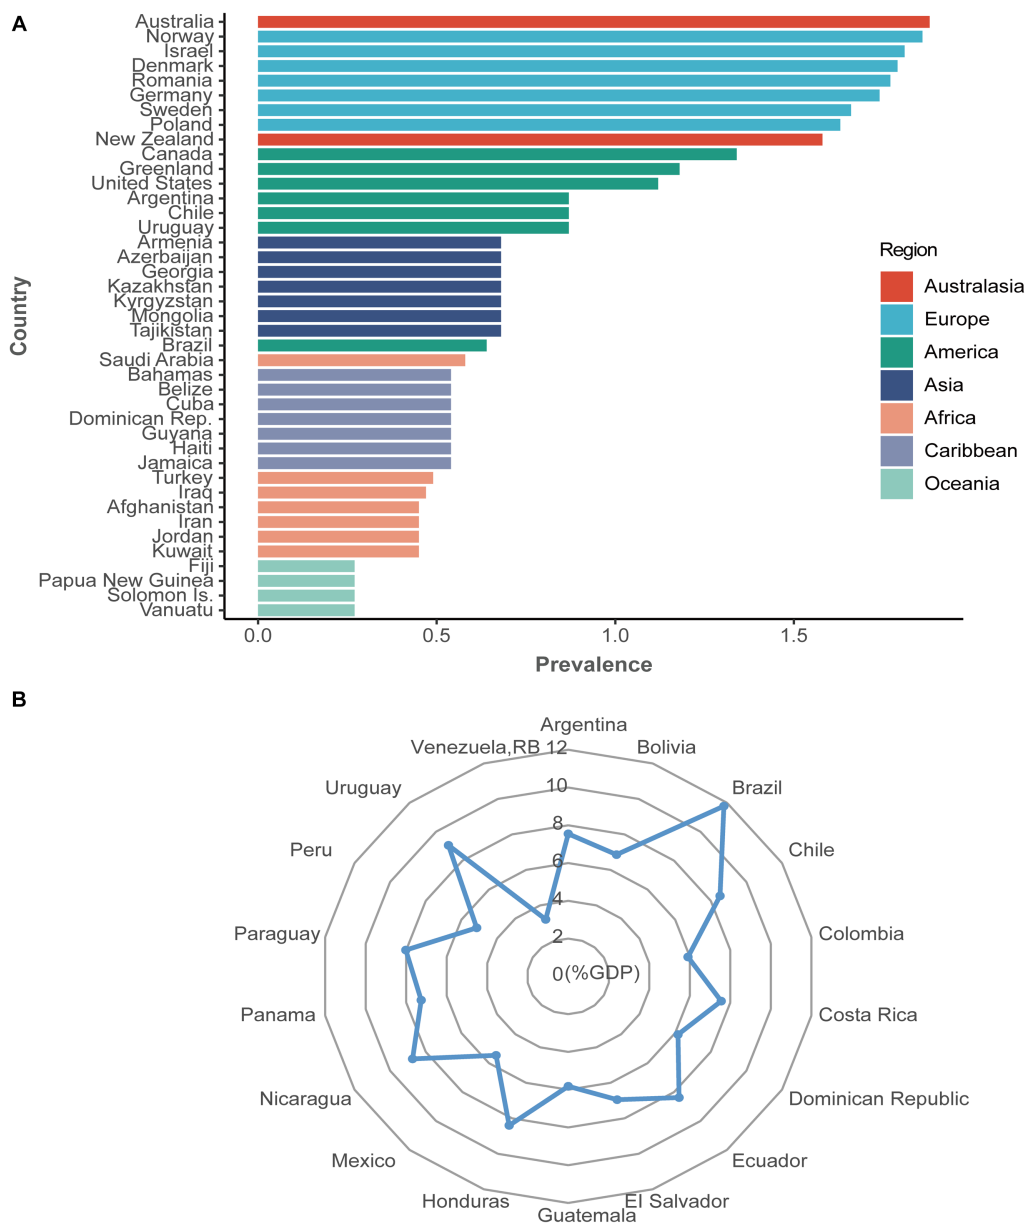 A
Australia
Norway
Israel
Denmark
Romania
Germany
Sweden
Poland
New Zealand
Canada
Greenland
United States
Argentina
Chile
Uruguay
Armenia
Azerbaijan
Georgia
Kazakhstan
Kyrgyzstan
Mongolia
Tajikistan
Brazil
Saudi Arabia
Bahamas
Belize
Cuba
Dominican Rep.
Guyana
Haiti
Jamaica
Turkey
Iraq
Afghanistan
Iran
Jordan
Kuwait
Fiji
Papua New Guinea
Solomon Is.
Vanuatu
Country
0.0 0.5 1.0 1.5
Prevalence
Region
Australasia
Europe
America
Asia
Africa
Caribbean
Oceania
B
Argentina
Venezuela,RB 12 Bolivia
Uruguay 10 Brazil
8
Peru Chile
6
4
Paraguay 2 Colombia
0(%GDP)
Panama Costa Rica
Nicaragua Dominican Republic
Mexico Ecuador
Honduras El Salvador
Guatemala